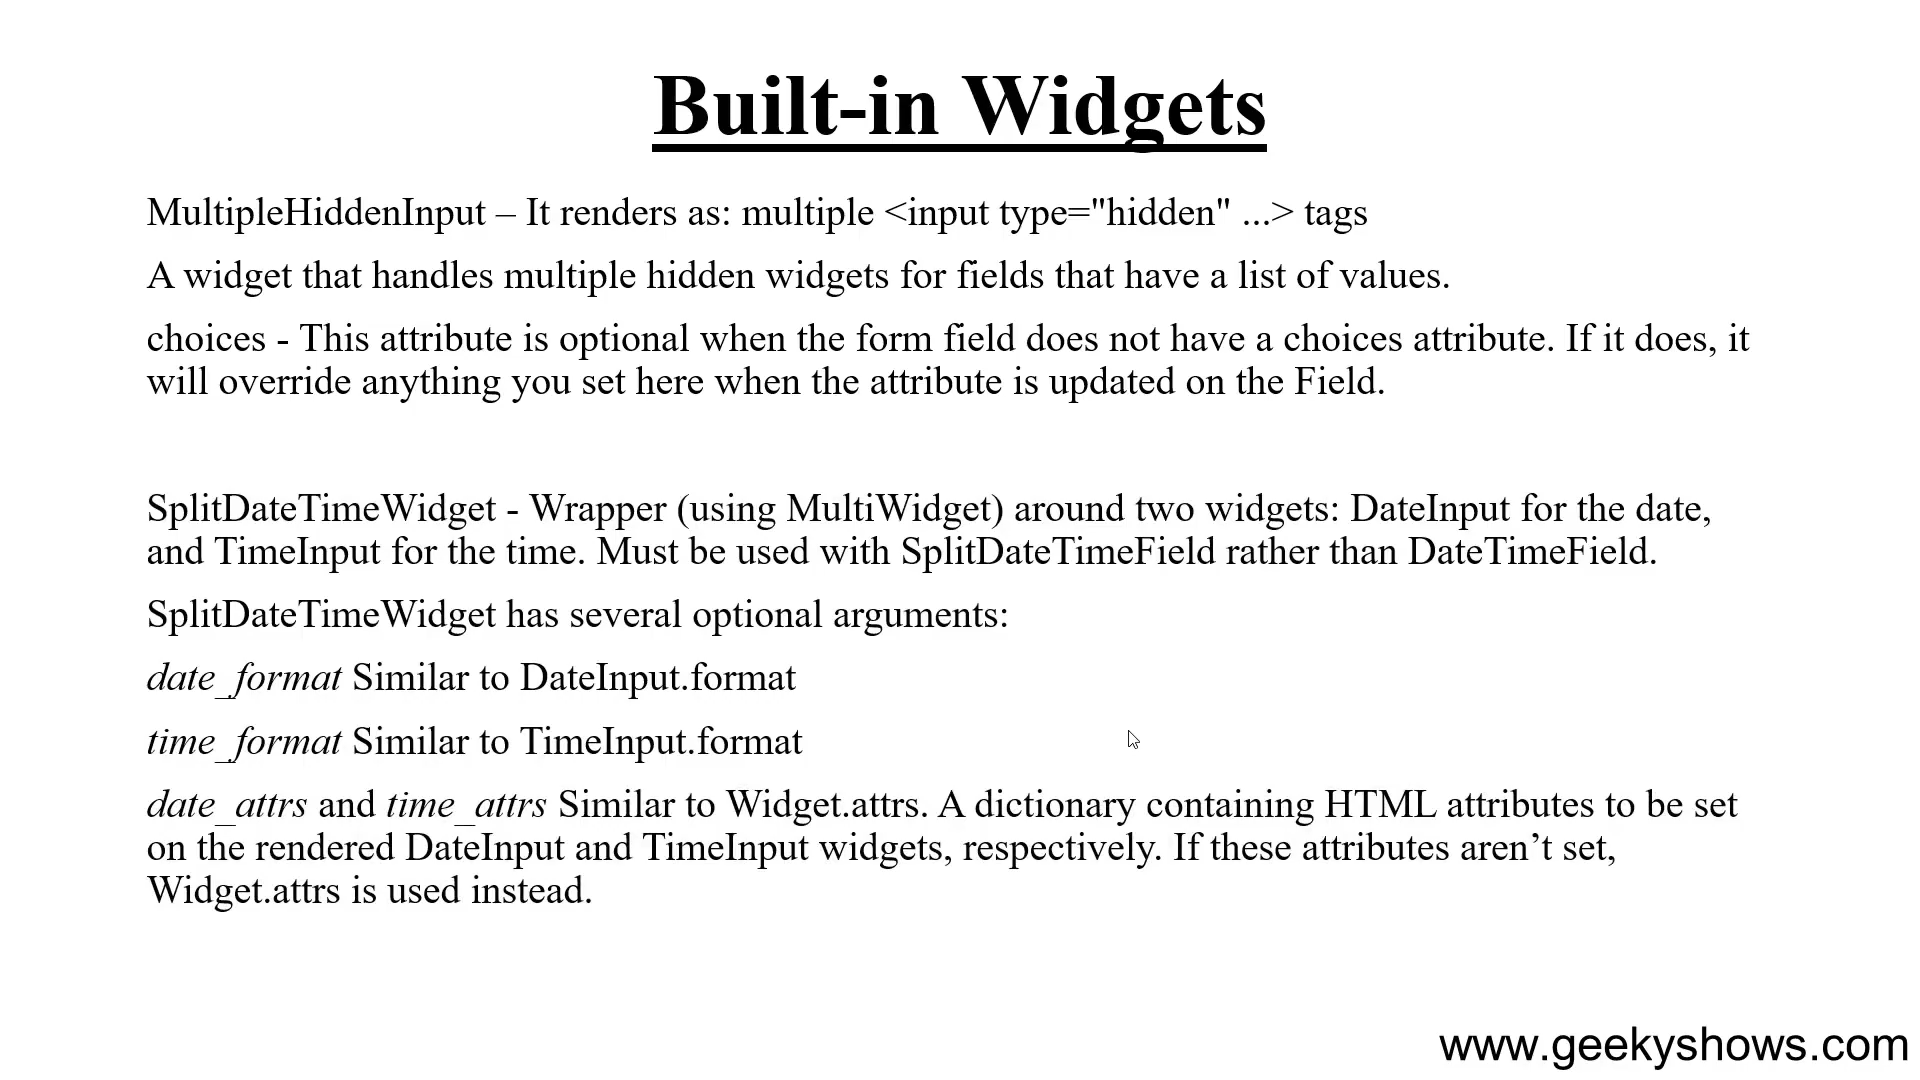 Built-in Widgets
MultipleHiddenInput – It renders as: multiple <input type="hidden" ...> tags
A widget that handles multiple hidden widgets for fields that have a list of values.
choices - This attribute is optional when the form field does not have a choices attribute. If it does, it
will override anything you set here when the attribute is updated on the Field.
SplitDateTimeWidget - Wrapper (using MultiWidget) around two widgets: DateInput for the date,
and TimeInput for the time. Must be used with SplitDateTimeField rather than DateTimeField.
SplitDateTimeWidget has several optional arguments:
date_format Similar to DateInput.format
time_format Similar to TimeInput.format
date_attrs and time_attrs Similar to Widget.attrs. A dictionary containing HTML attributes to be set
on the rendered DateInput and TimeInput widgets, respectively. If these attributes aren’t set,
Widget.attrs is used instead.
www.geekyshows.com